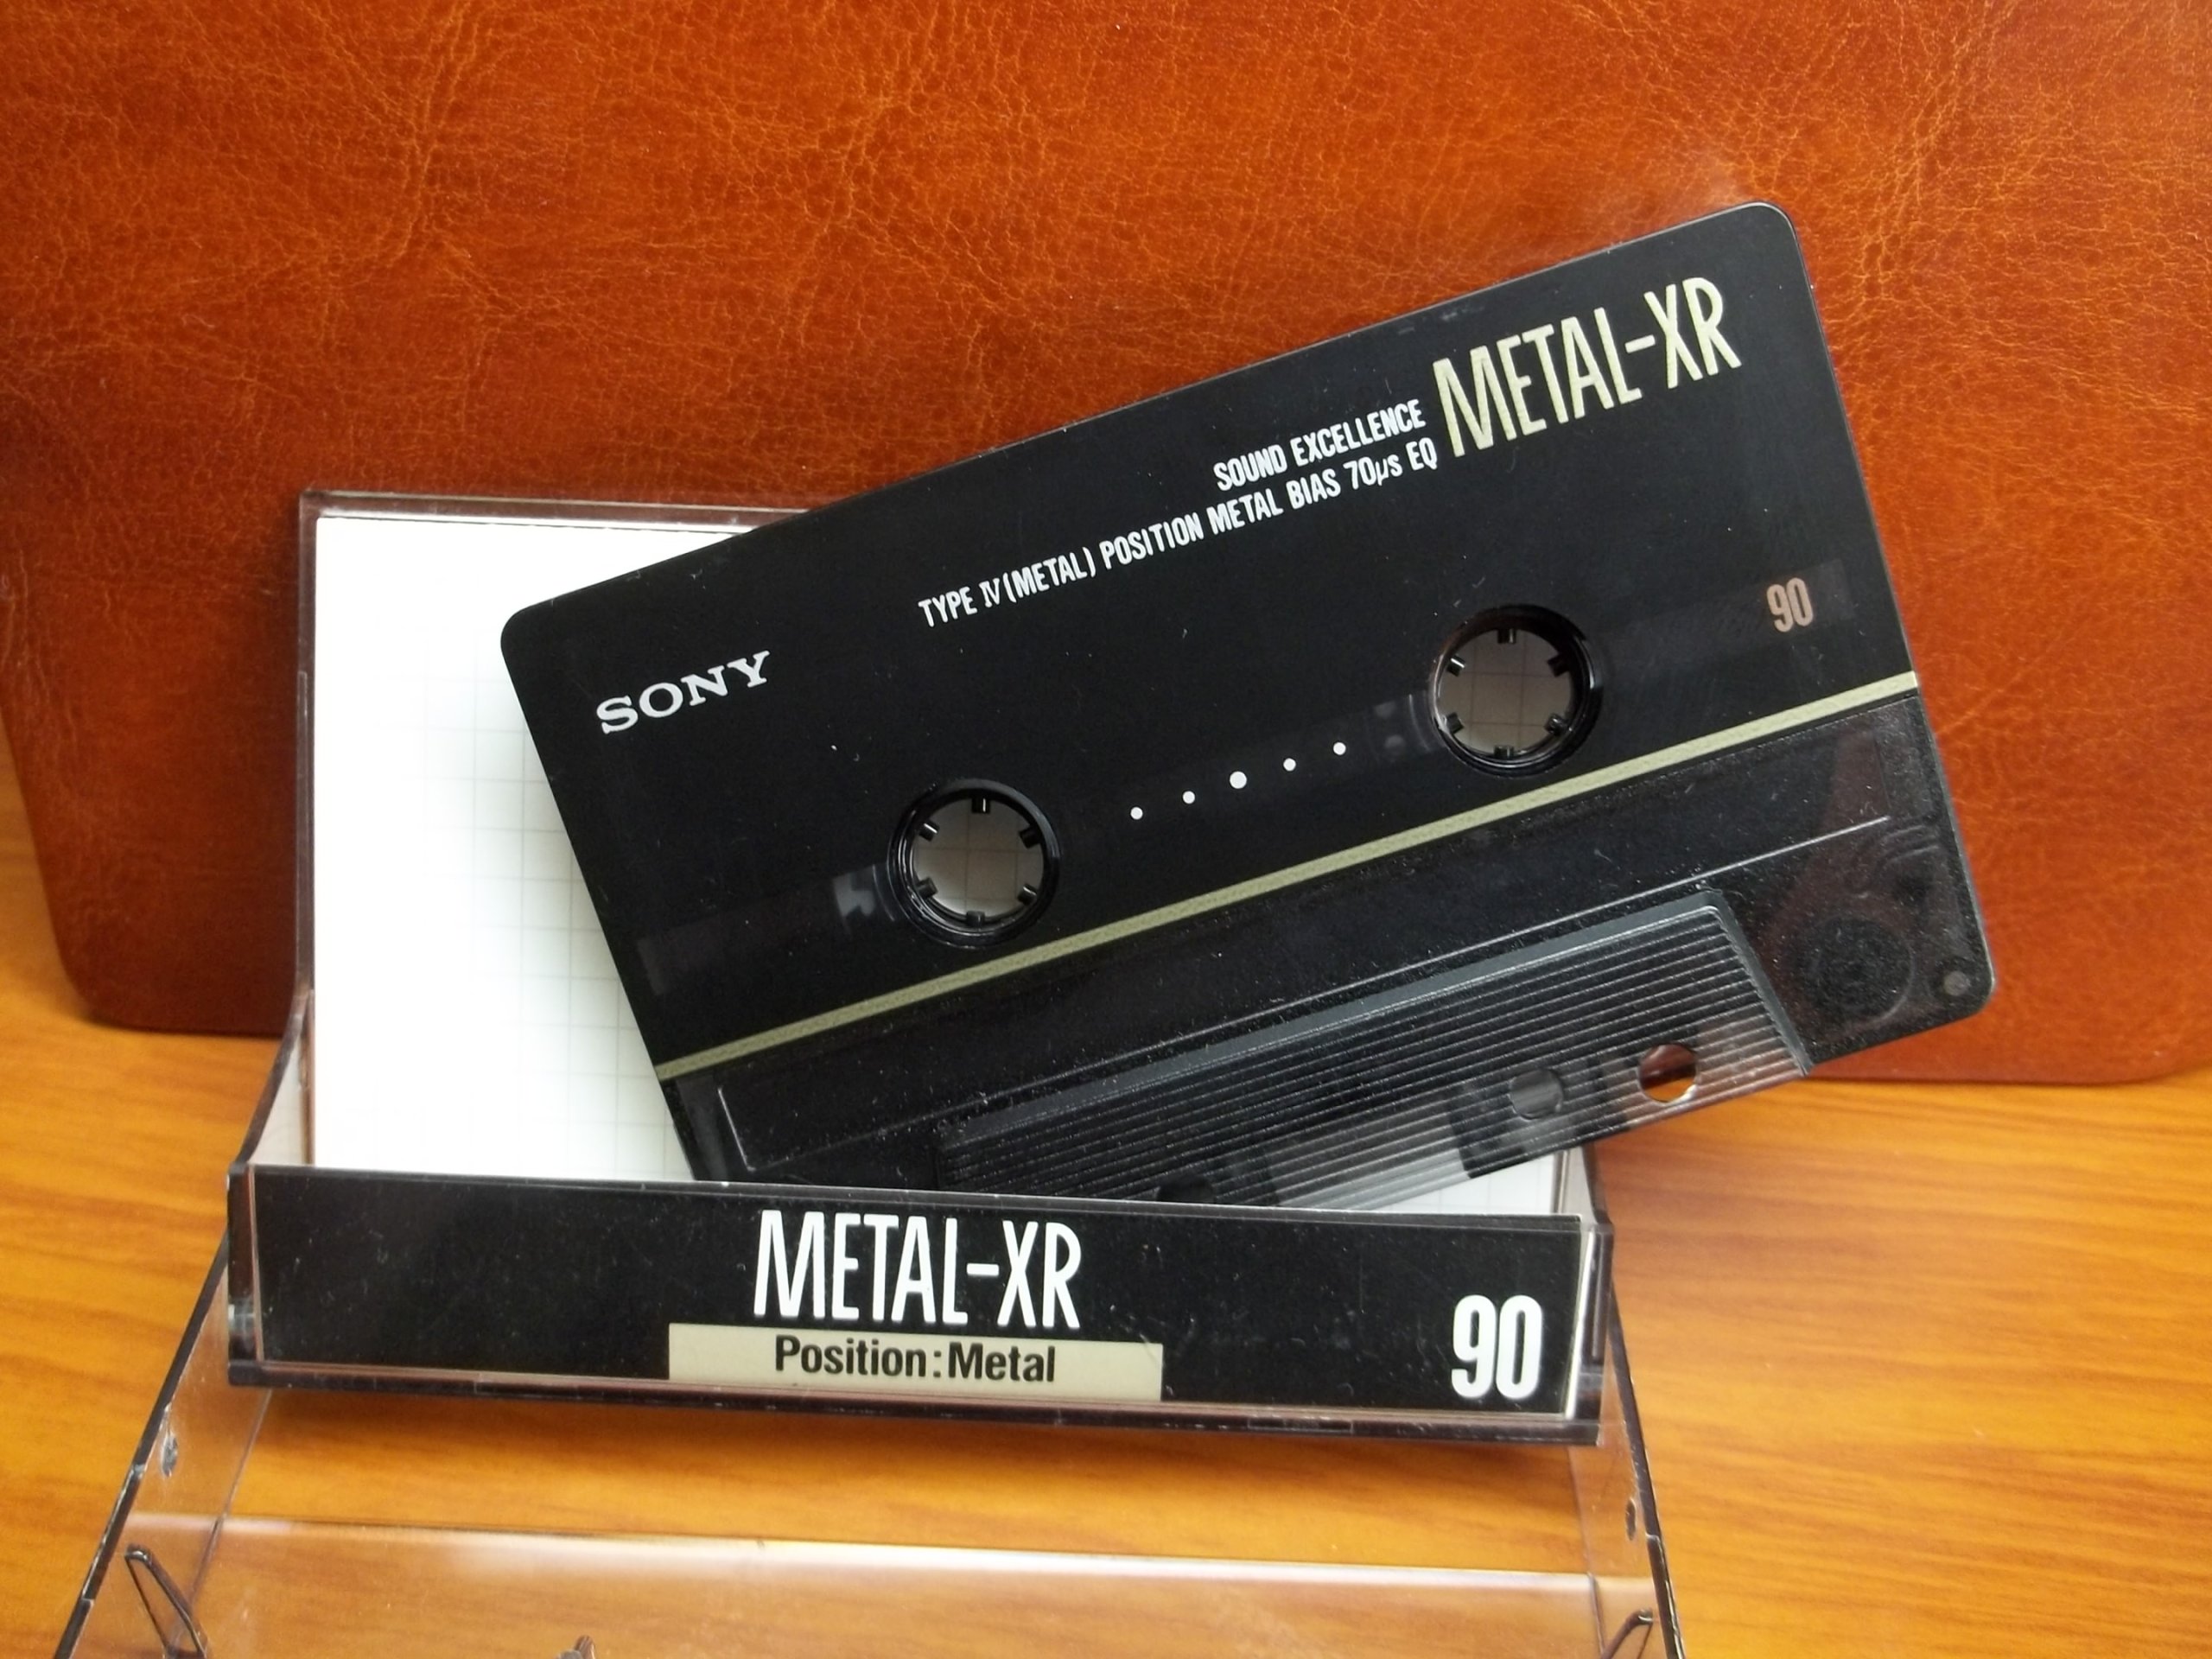 METAL-XR
SOUND EXCELLENCE
TYPE Ⅳ (METAL) POSITION METAL BIAS 70μs EQ
SONY
90
METAL-XR
Position:Metal
90